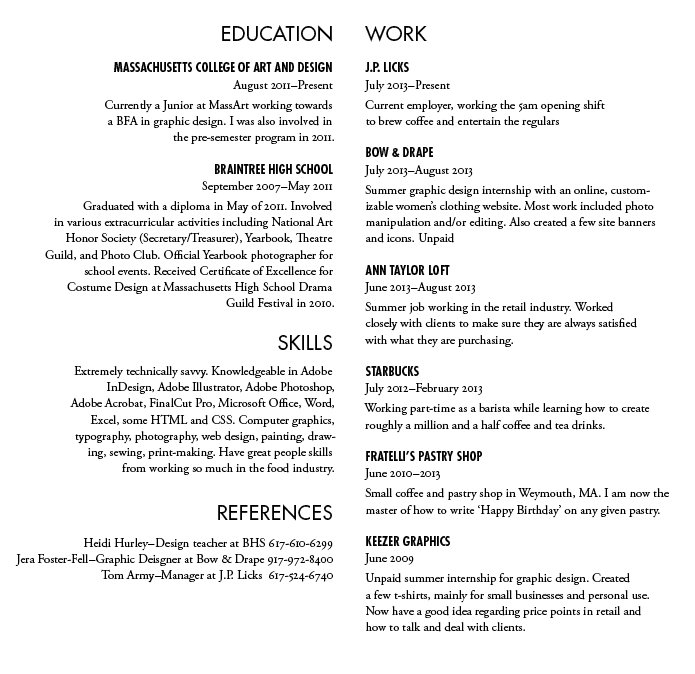 EDUCATION
MASSACHUSETTS COLLEGE OF ART AND DESIGN
August 2011–Present
Currently a Junior at MassArt working towards
a BFA in graphic design. I was also involved in
the pre-semester program in 2011.
BRAINTREE HIGH SCHOOL
September 2007–May 2011
Graduated with a diploma in May of 2011. Involved
in various extracurricular activities including National Art
Honor Society (Secretary/Treasurer), Yearbook, Theatre
Guild, and Photo Club. Official Yearbook photographer for
school events. Received Certificate of Excellence for
Costume Design at Massachusetts High School Drama
Guild Festival in 2010.
SKILLS
Extremely technically savvy. Knowledgeable in Adobe
InDesign, Adobe Illustrator, Adobe Photoshop,
Adobe Acrobat, FinalCut Pro, Microsoft Office, Word,
Excel, some HTML and CSS. Computer graphics,
typography, photography, web design, painting, draw-
ing, sewing, print-making. Have great people skills
from working so much in the food industry.
REFERENCES
Heidi Hurley–Design teacher at BHS 617-610-6299
Jera Foster-Fell–Graphic Deisgner at Bow & Drape 917-972-8400
Tom Army–Manager at J.P. Licks 617-524-6740
WORK
J.P. LICKS
July 2013–Present
Current employer, working the 5am opening shift
to brew coffee and entertain the regulars
BOW & DRAPE
July 2013–August 2013
Summer graphic design internship with an online, custom-
izable women's clothing website. Most work included photo
manipulation and/or editing. Also created a few site banners
and icons. Unpaid
ANN TAYLOR LOFT
June 2013–August 2013
Summer job working in the retail industry. Worked
closely with clients to make sure they are always satisfied
with what they are purchasing.
STARBUCKS
July 2012–February 2013
Working part-time as a barista while learning how to create
roughly a million and a half coffee and tea drinks.
FRATELLI'S PASTRY SHOP
June 2010–2013
Small coffee and pastry shop in Weymouth, MA. I am now the
master of how to write ‘Happy Birthday’ on any given pastry.
KEEZER GRAPHICS
June 2009
Unpaid summer internship for graphic design. Created
a few t-shirts, mainly for small businesses and personal use.
Now have a good idea regarding price points in retail and
how to talk and deal with clients.